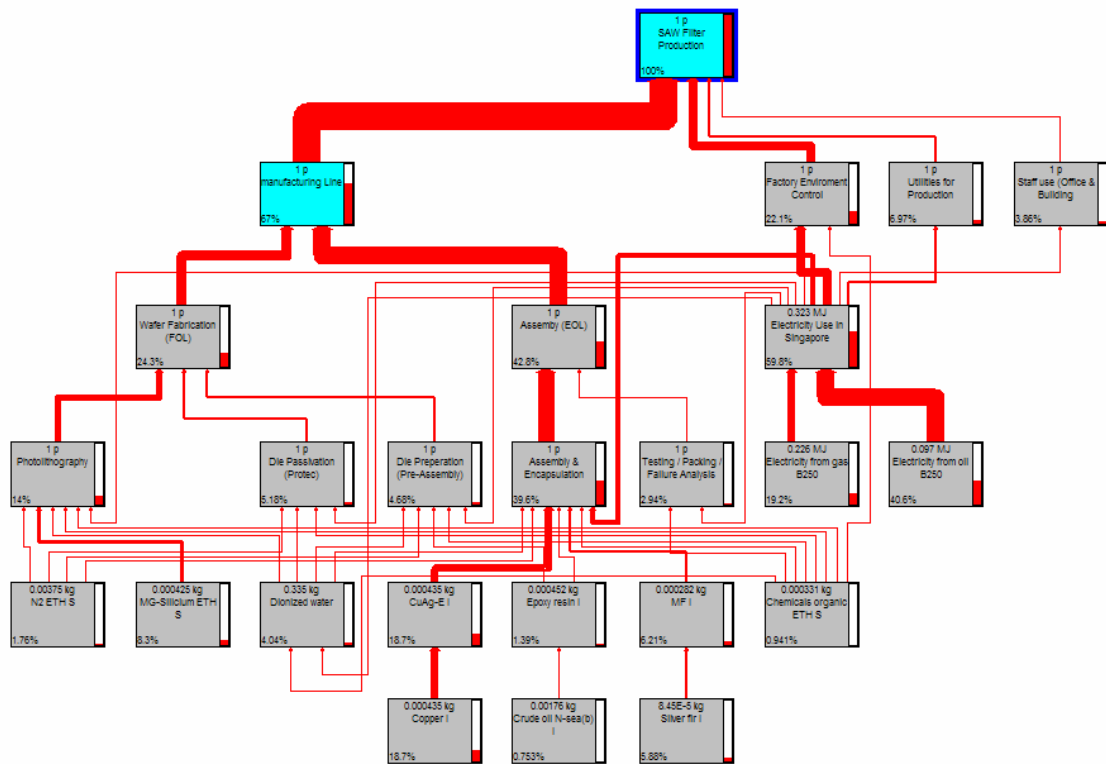 1 p
SAW Filter
Production
100%
1 p
manufacturing Line
67%
1 p
Factory Enviroment
Control
22.1%
1 p
Utilities for
Production
6.97%
1 p
Staff use (Office &
Building
3.86%
1 p
Wafer Fabrication
(FOL)
24.3%
1 p
Assemby (EOL)
42.8%
0.323 MJ
Electricity Use in
Singapore
59.8%
1 p
Photolithography
14%
1 p
Die Passivation
(Protec)
5.18%
1 p
Die Preperation
(Pre-Assembly)
4.68%
1 p
Assembly &
Encapsulation
39.6%
1 p
Testing / Packing /
Failure Analysis
2.94%
0.226 MJ
Electricity from gas
B250
19.2%
0.097 MJ
Electricity from oil
B250
40.6%
0.00375 kg
N2 ETH S
1.76%
0.000425 kg
MG-Silicium ETH
S
8.3%
0.335 kg
Dionized water
4.04%
0.000435 kg
CuAg-E I
18.7%
0.000452 kg
Epoxy resin I
1.39%
0.000282 kg
MF I
6.21%
0.000331 kg
Chemicals organic
ETH S
0.941%
0.000435 kg
Copper I
18.7%
0.00176 kg
Crude oil N-sea(b)
I
0.753%
8.45E-5 kg
Silver fir I
5.88%